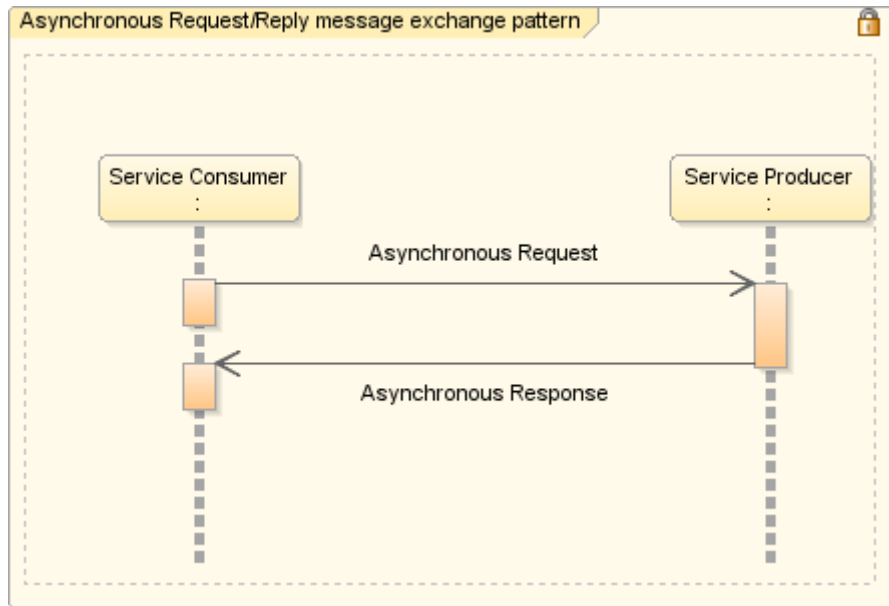 Asynchronous Request/Reply message exchange pattern
Service Consumer
:
Service Producer
:
Asynchronous Request
Asynchronous Response